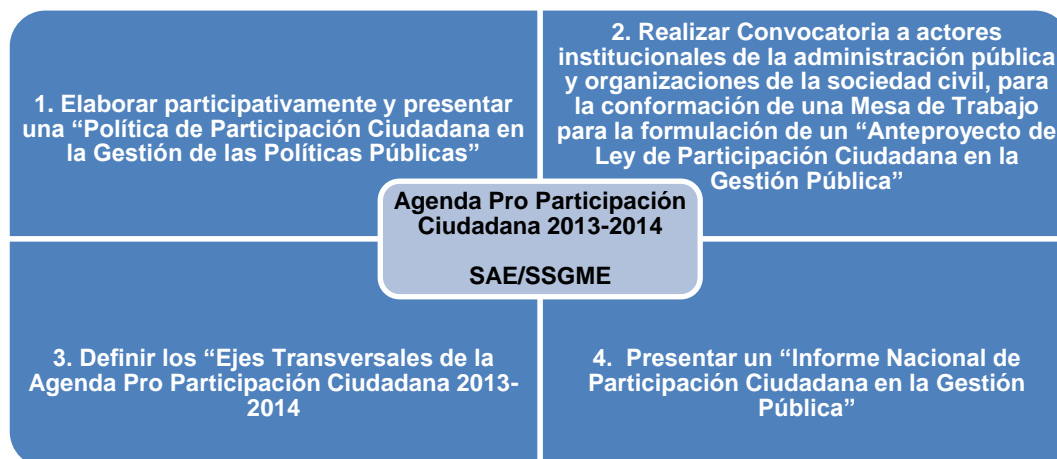 1. Elaborar participativamente y presentar
una “Política de Participación Ciudadana en
la Gestión de las Políticas Públicas”
2. Realizar Convocatoria a actores
institucionales de la administración pública
y organizaciones de la sociedad civil, para
la conformación de una Mesa de Trabajo
para la formulación de un “Anteproyecto de
Ley de Participación Ciudadana en la
Gestión Pública”
Agenda Pro Participación
Ciudadana 2013-2014
SAE/SSGME
3. Definir los “Ejes Transversales de la
Agenda Pro Participación Ciudadana 2013-
2014
4. Presentar un “Informe Nacional de
Participación Ciudadana en la Gestión
Pública”